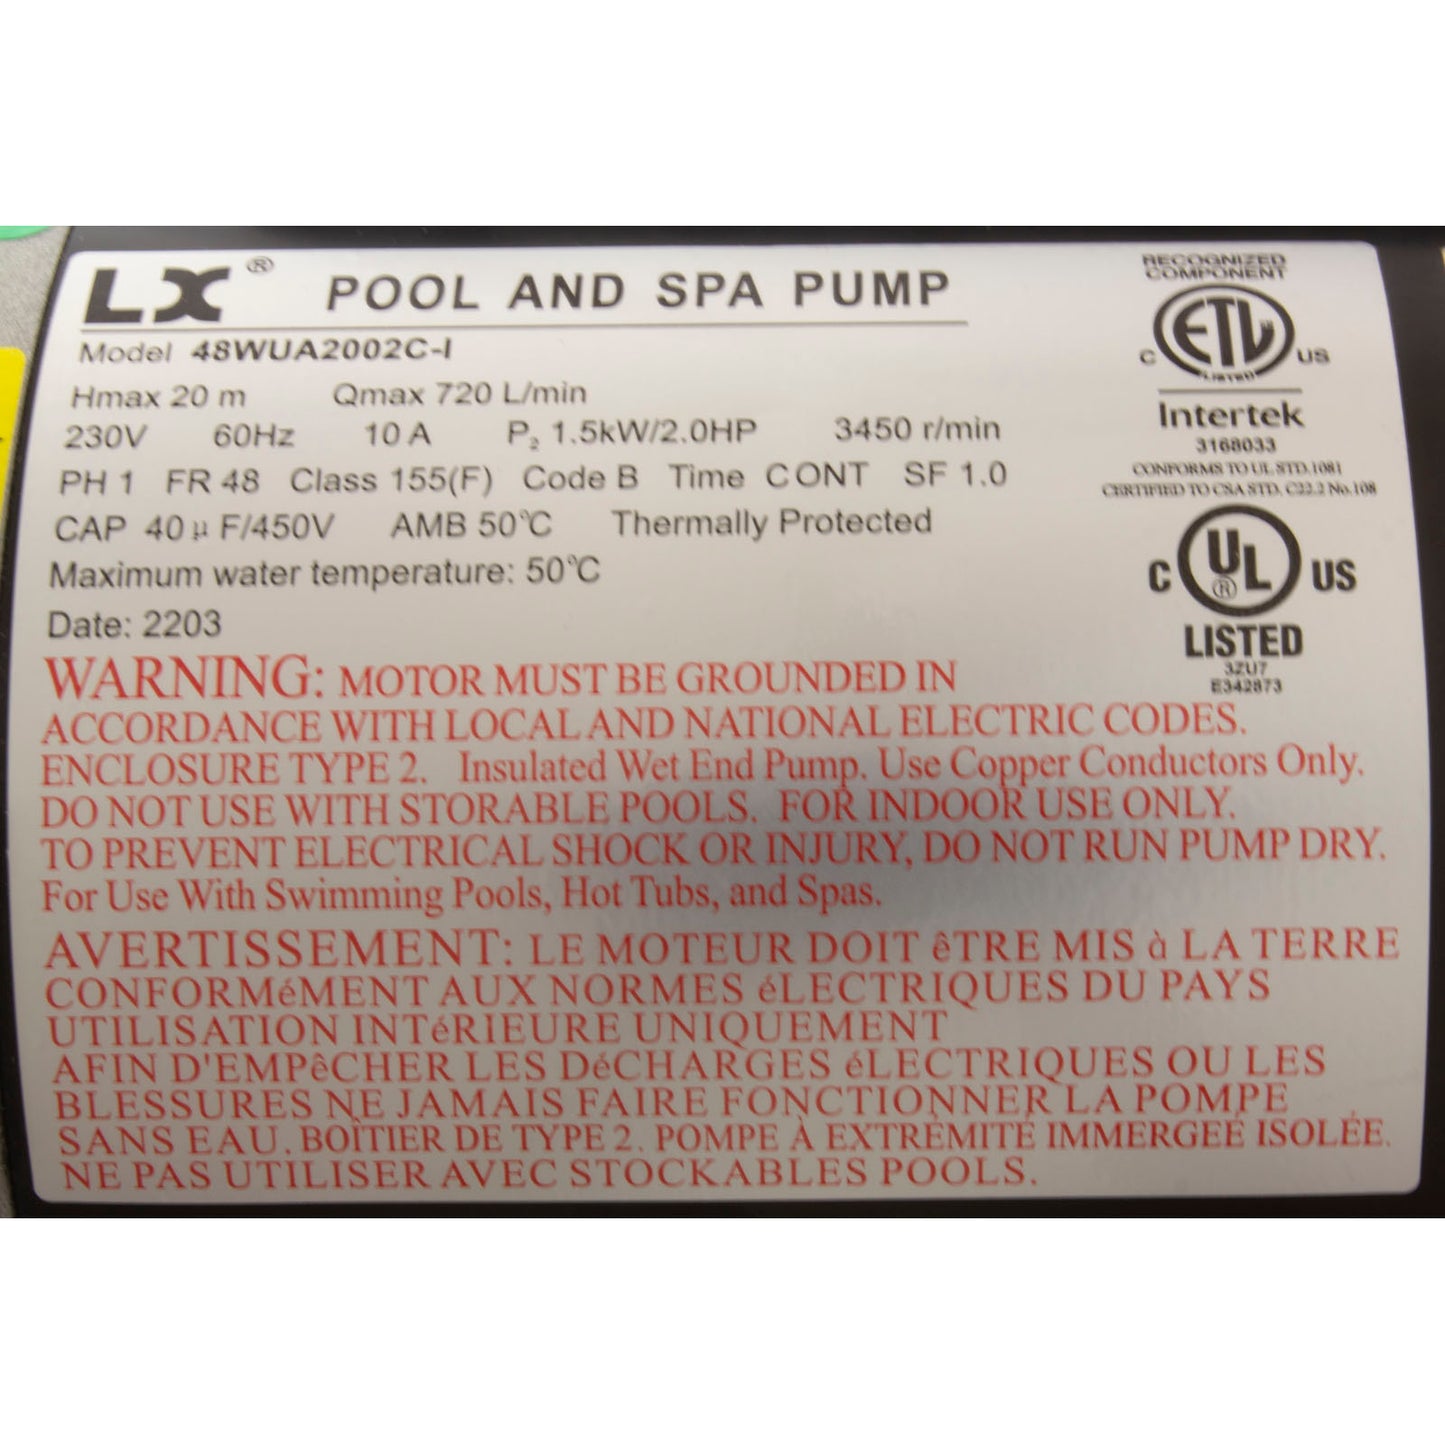 LX® POOL AND SPA PUMP
Model 48WUA2002C-I
Hmax 20 m Qmax 720 L/min
230V 60Hz 10 A P₂ 1.5kW/2.0HP 3450 r/min
PH 1 FR 48 Class 155(F) Code B Time CONT SF 1.0
CAP 40 µ F/450V AMB 50℃ Thermally Protected
Maximum water temperature: 50℃
Date: 2203
RECOGNIZED
COMPONENT
C ETL US
LISTED
Intertek
3168033
CONFORMS TO UL STD.1081
CERTIFIED TO CSA STD. C22.2 No.108
C UL® US
LISTED
3ZU7
E342873
WARNING: MOTOR MUST BE GROUNDED IN
ACCORDANCE WITH LOCAL AND NATIONAL ELECTRIC CODES.
ENCLOSURE TYPE 2. Insulated Wet End Pump. Use Copper Conductors Only.
DO NOT USE WITH STORABLE POOLS. FOR INDOOR USE ONLY.
TO PREVENT ELECTRICAL SHOCK OR INJURY, DO NOT RUN PUMP DRY.
For Use With Swimming Pools, Hot Tubs, and Spas.
AVERTISSEMENT: LE MOTEUR DOIT êTRE MIS à LA TERRE
CONFORMéMENT AUX NORMES éLECTRIQUES DU PAYS
UTILISATION INTéRIEURE UNIQUEMENT
AFIN D'EMPêCHER LES DéCHARGES éLECTRIQUES OU LES
BLESSURES NE JAMAIS FAIRE FONCTIONNER LA POMPE
SANS EAU. BOÎTIER DE TYPE 2. POMPE À EXTRÉMITÉ IMMERGEÉ ISOLÉE.
NE PAS UTILISER AVEC STOCKABLES POOLS.